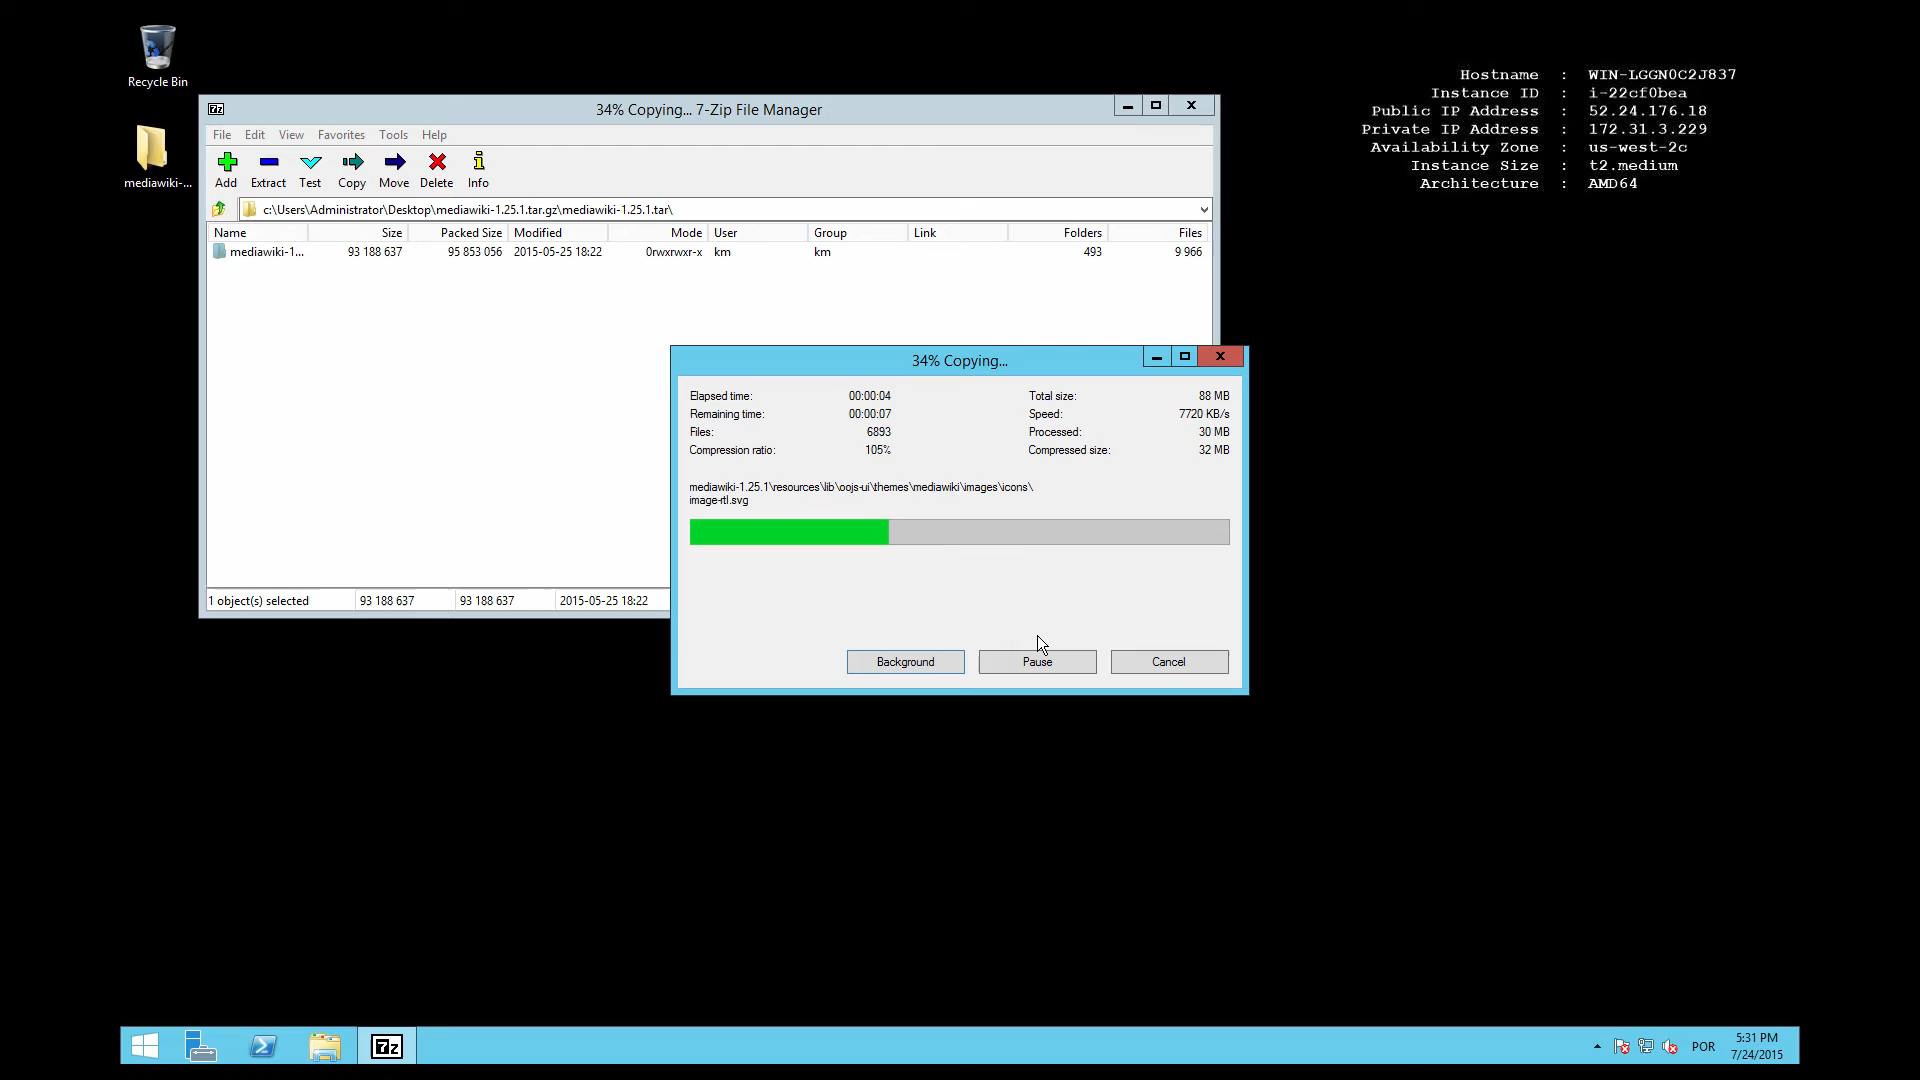 Recycle Bin
mediawiki-...
Hostname : WIN-LGGN0C2J837
Instance ID : i-22cf0bea
Public IP Address : 52.24.176.18
Private IP Address : 172.31.3.229
Availability Zone : us-west-2c
Instance Size : t2.medium
Architecture : AMD64
7z 34% Copying... 7-Zip File Manager
File Edit View Favorites Tools Help
Add Extract Test Copy Move Delete Info
c:\Users\Administrator\Desktop\mediawiki-1.25.1.tar.gz\mediawiki-1.25.1.tar\
Name Size Packed Size Modified Mode User Group Link Folders Files
mediawiki-1... 93 188 637 95 853 056 2015-05-25 18:22 0rwxrwxr-x km km 493 9 966
1 object(s) selected 93 188 637 93 188 637 2015-05-25 18:22
34% Copying...
Elapsed time: 00:00:04 Total size: 88 MB
Remaining time: 00:00:07 Speed: 7720 KB/s
Files: 6893 Processed: 30 MB
Compression ratio: 105% Compressed size: 32 MB
mediawiki-1.25.1\resources\lib\oojs-ui\themes\mediawiki\images\icons\
image-rtl.svg
Background Pause Cancel
7z
POR
5:31 PM
7/24/2015